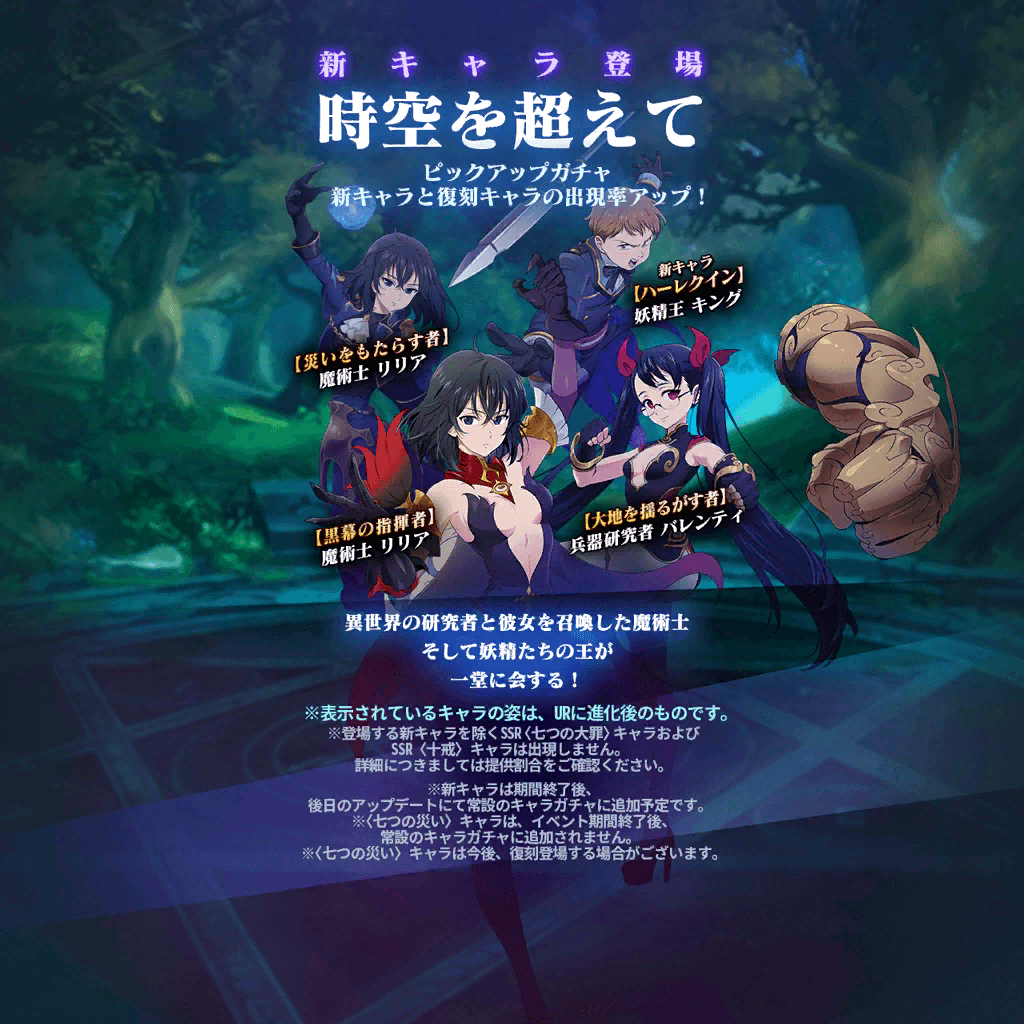 新キャラ登場
時空を超えて
ピックアップガチャ
新キャラと復刻キャラの出現率アップ！
新キャラ
【ハーレクイン】
妖精王 キング
【災いをもたらす者】
魔術士 リリア
【黒幕の指揮者】
魔術士 リリア
【大地を揺るがす者】
兵器研究者 バレンティ
異世界の研究者と彼女を召喚した魔術士
そして妖精たちの王が
一堂に会する！
※表示されているキャラの姿は、URに進化後のものです。
※登場する新キャラを除くSSR〈七つの大罪〉キャラおよび
SSR〈十戒〉キャラは出現しません。
詳細につきましては提供割合をご確認ください。
※新キャラは期間終了後、
後日のアップデートにて常設のキャラガチャに追加予定です。
※〈七つの災い〉キャラは、イベント期間終了後、
常設のキャラガチャに追加されません。
※〈七つの災い〉キャラは今後、復刻登場する場合がございます。